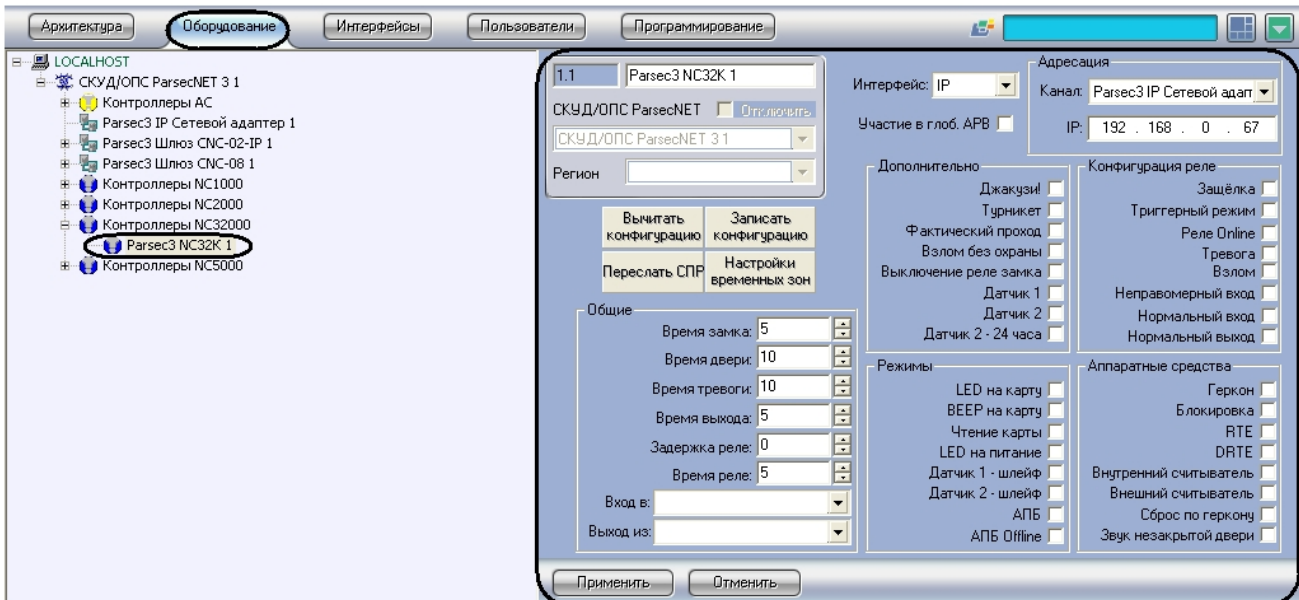 Архитектура
Оборудование
Интерфейсы
Пользователи
Программирование
LOCALHOST
СКУД/ОПС ParsecNET 3 1
Контроллеры AC
Parsec3 IP Сетевой адаптер 1
Parsec3 Шлюз CNC-02-IP 1
Parsec3 Шлюз CNC-08 1
Контроллеры NC1000
Контроллеры NC2000
Контроллеры NC32000
Parsec3 NC32K 1
Контроллеры NC5000
1.1
Parsec3 NC32K 1
СКУД/ОПС ParsecNET
Отключить
СКУД/ОПС ParsecNET 3 1
Регион
Интерфейс: IP
Участие в глоб. APB
Адресация
Канал: Parsec3 IP Сетевой адап
IP: 192 . 168 . 0 . 67
Вычитать конфигурацию
Записать конфигурацию
Переслать СПР
Настройки временных зон
Общие
Время замка: 5
Время двери: 10
Время тревоги: 10
Время выхода: 5
Задержка реле: 0
Время реле: 5
Вход в:
Выход из:
Дополнительно
Джакузи!
Турникет
Фактический проход
Взлом без охраны
Выключение реле замка
Датчик 1
Датчик 2
Датчик 2 - 24 часа
Конфигурация реле
Защёлка
Триггерный режим
Реле Online
Тревога
Взлом
Неправомерный вход
Нормальный вход
Нормальный выход
Режимы
LED на карту
BEEP на карту
Чтение карты
LED на питание
Датчик 1 - шлейф
Датчик 2 - шлейф
АПБ
АПБ Offline
Аппаратные средства
Геркон
Блокировка
RTE
DRTE
Внутренний считыватель
Внешний считыватель
Сброс по геркону
Звук незакрытой двери
Применить
Отменить